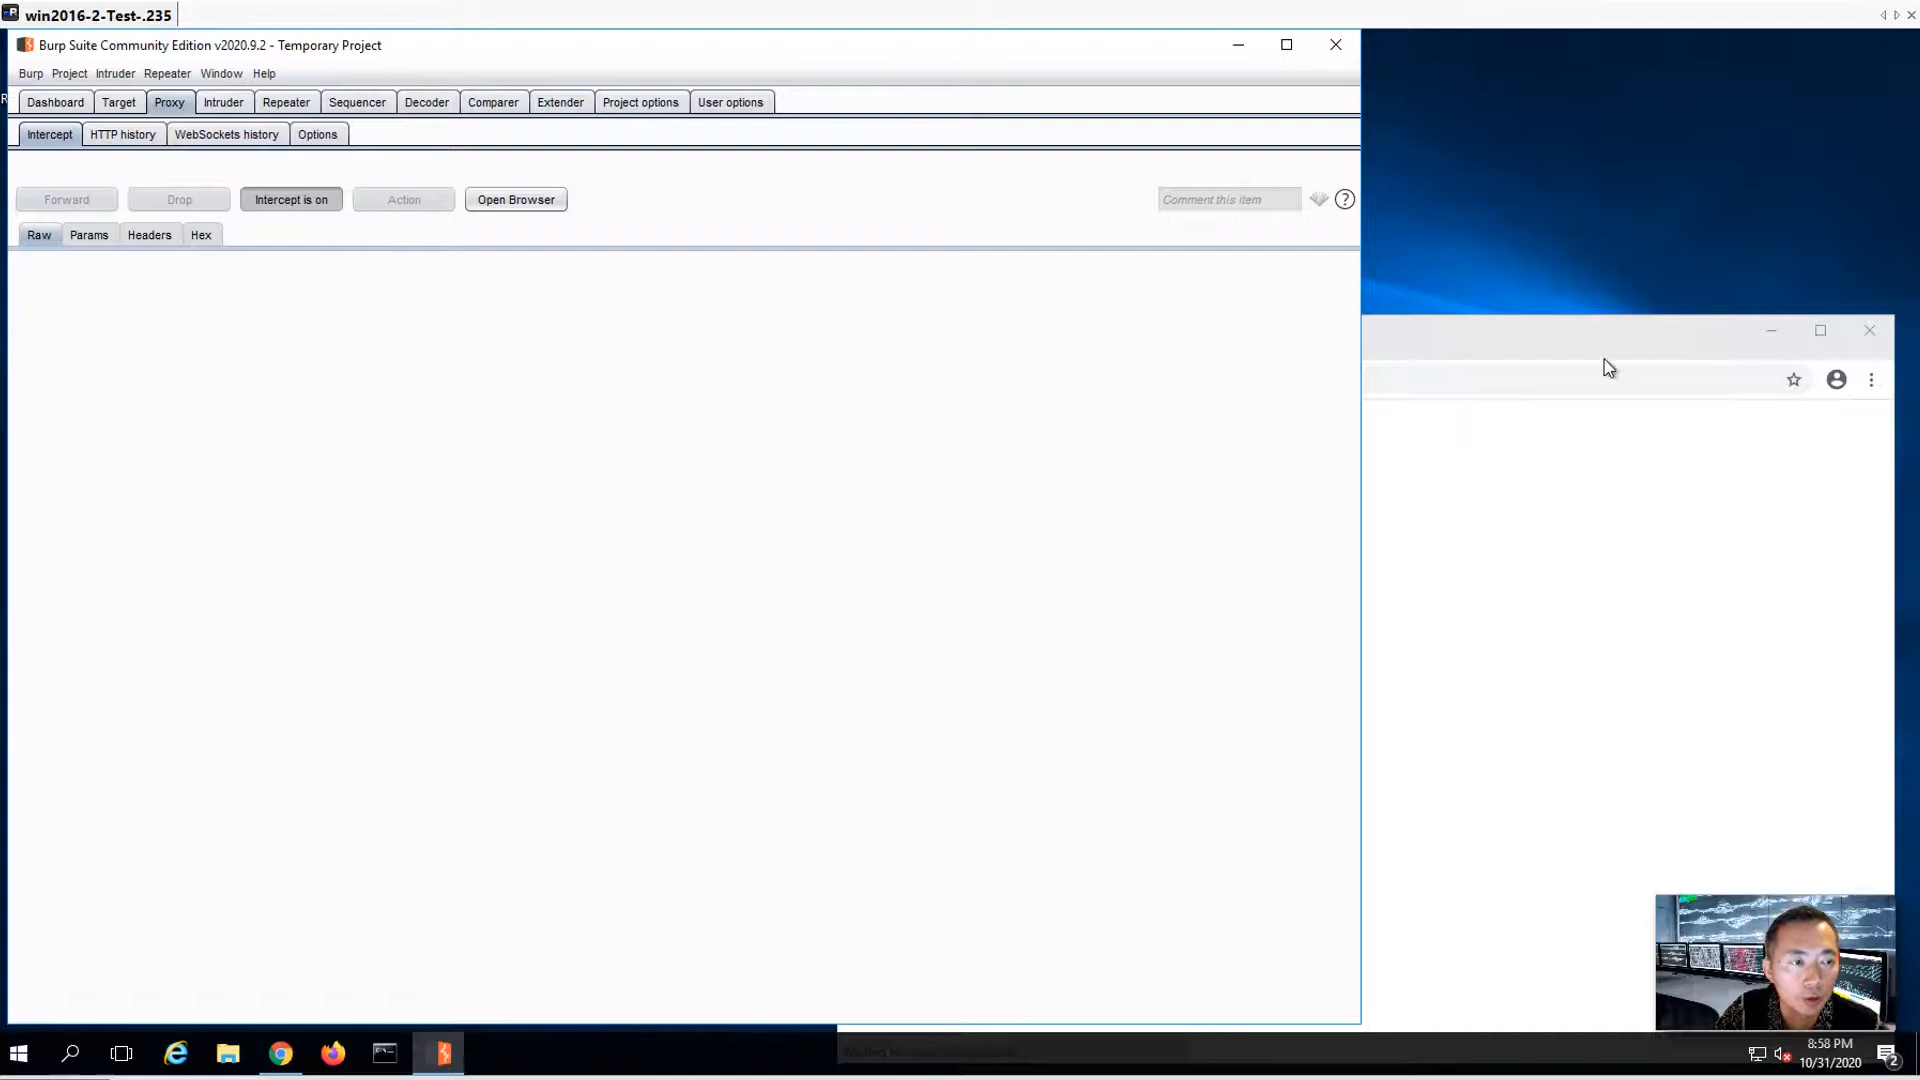 win2016-2-Test-.235
Burp Suite Community Edition v2020.9.2 - Temporary Project
Burp Project Intruder Repeater Window Help
Dashboard Target Proxy Intruder Repeater Sequencer Decoder Comparer Extender Project options User options
Intercept HTTP history WebSockets history Options
Forward Drop Intercept is on Action Open Browser Comment this item ?
Raw Params Headers Hex
8:58 PM
10/31/2020
2